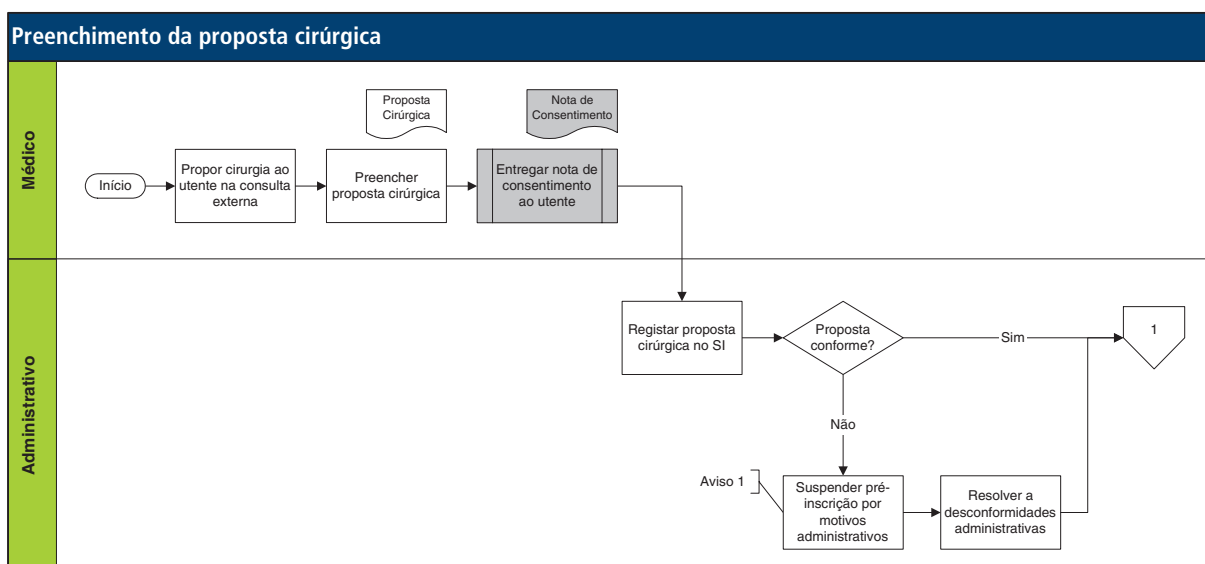 Preenchimento da proposta cirúrgica
Médico
Proposta
Cirúrgica
Nota de
Consentimento
Início
Propor cirurgia ao
utente na consulta
externa
Preencher
proposta cirúrgica
Entregar nota de
consentimento
ao utente
Administrativo
Registar proposta
cirúrgica no SI
Proposta
conforme?
Sim
1
Não
Aviso 1
Suspender pré-
inscrição por
motivos
administrativos
Resolver a
desconformidades
administrativas